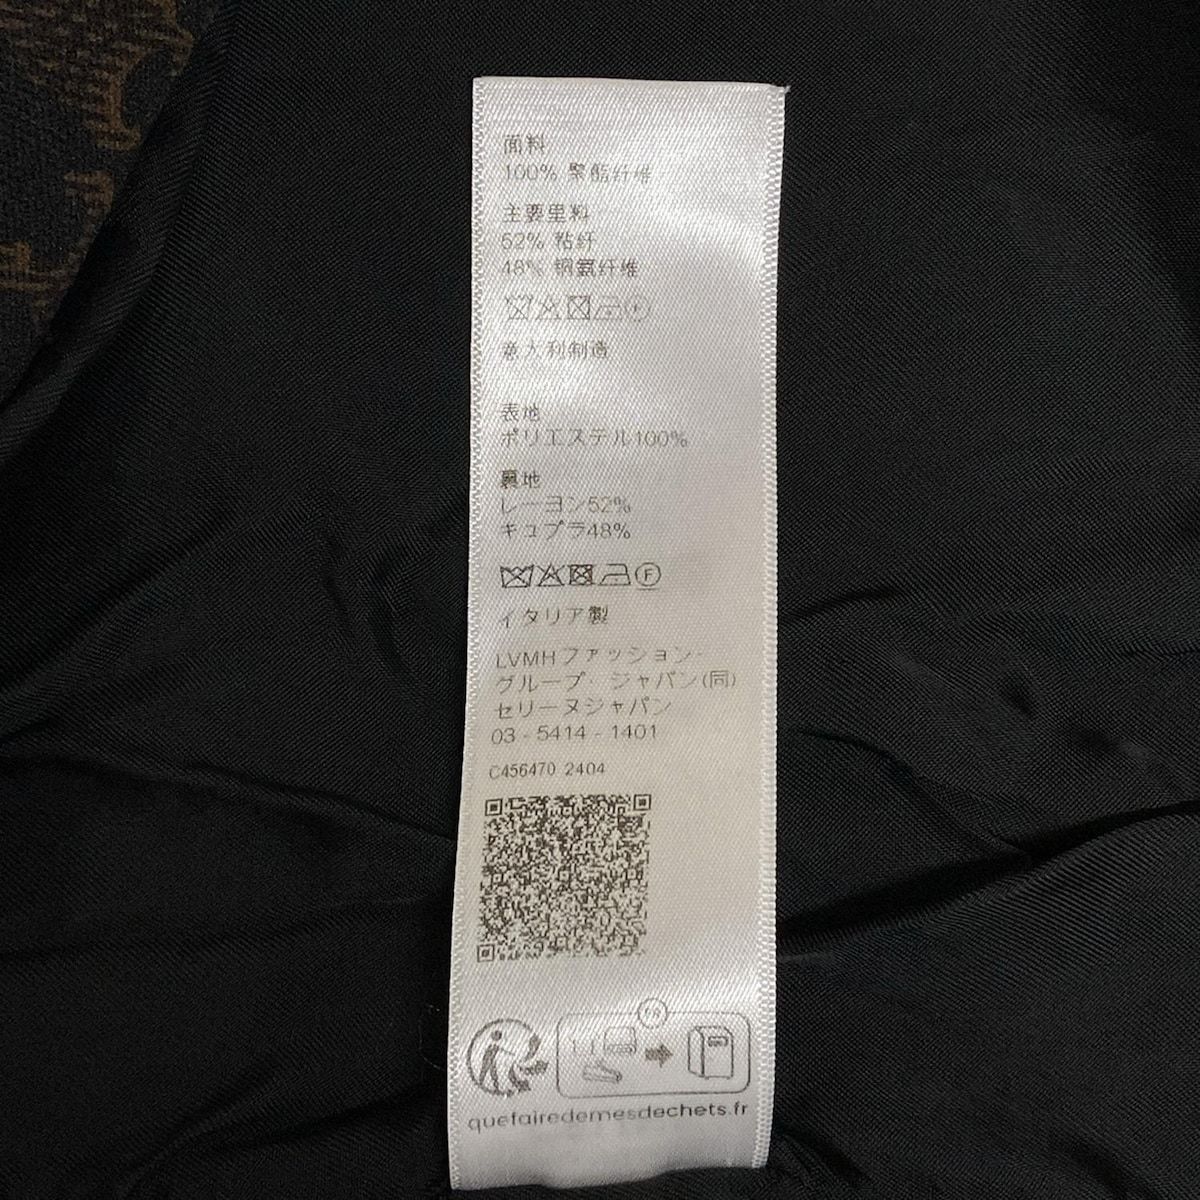 面料
100% 聚酯纤维
主要里料
52% 粘纤
48% 铜氨纤维
意大利制造
表地
ポリエステル100%
裏地
レーヨン52%
キュプラ48%
F
イタリア製
LVMHファッション・
グループ・ジャパン(同)
セリーヌジャパン
03 - 5414 - 1401
C456470 2404
FR
quefairedemesdechets.fr